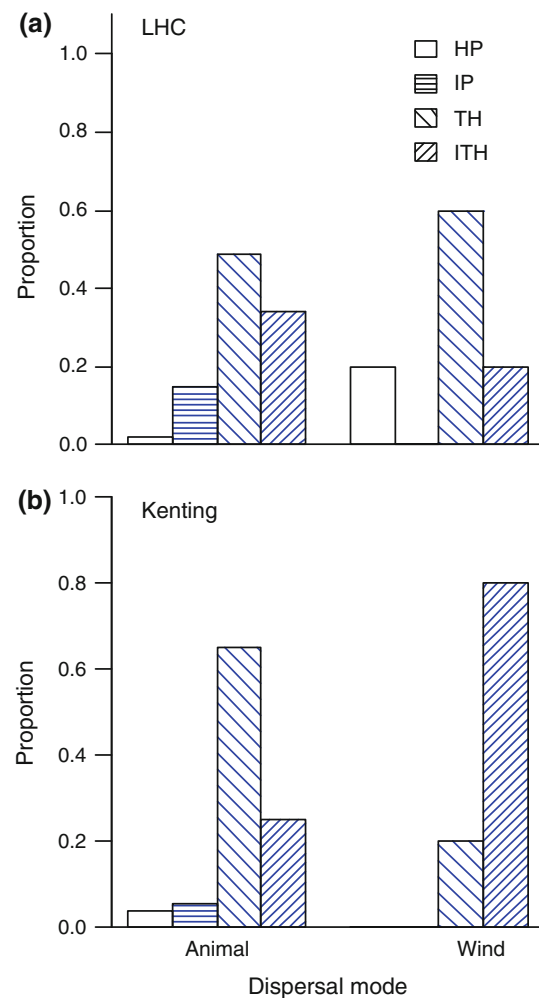 (a) LHC
HP
IP
TH
ITH
1.0
0.8
0.6
0.4
0.2
0.0
Proportion
(b) Kenting
1.0
0.8
0.6
0.4
0.2
0.0
Proportion
Animal Wind
Dispersal mode